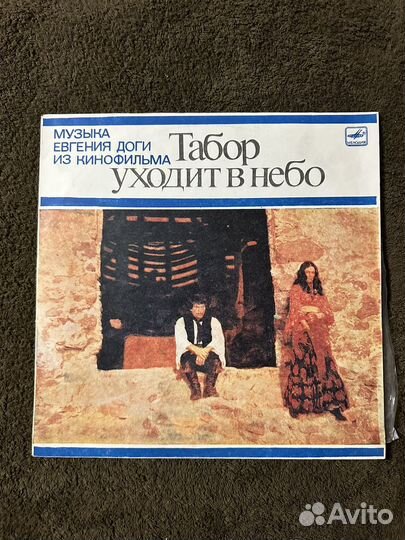 МУЗЫКА
ЕВГЕНИЯ ДОГИ
ИЗ КИНОФИЛЬМА
Табор
уходит в небо
МЕЛОДИЯ
Avito